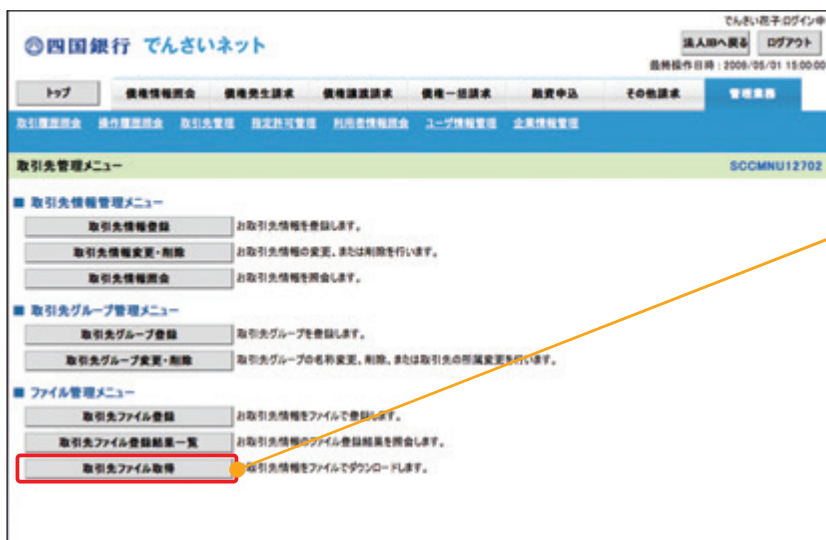 でんさい花子:ログイン中
四国銀行 でんさいネット
法人IBへ戻る ログアウト
最終操作日時：2009/05/01 15:00:00
トップ 債権情報照会 債権発生請求 債権譲渡請求 債権一括請求 融資申込 その他請求 管理業務
取引履歴照会 操作履歴照会 取引先管理 指定許可管理 利用者情報照会 ユーザ情報管理 企業情報管理
取引先管理メニュー SCCMNU12702
■ 取引先情報管理メニュー
取引先情報登録 お取引先情報を登録します。
取引先情報変更・削除 お取引先情報の変更、または削除を行います。
取引先情報照会 お取引先情報を照会します。
■ 取引先グループ管理メニュー
取引先グループ登録 取引先グループを登録します。
取引先グループ変更・削除 取引先グループの名称変更、削除、または取引先の所属変更を行います。
■ ファイル管理メニュー
取引先ファイル登録 お取引先情報をファイルで登録します。
取引先ファイル登録結果一覧 お取引先情報のファイル登録結果を照会します。
取引先ファイル取得 取引先情報をファイルでダウンロードします。